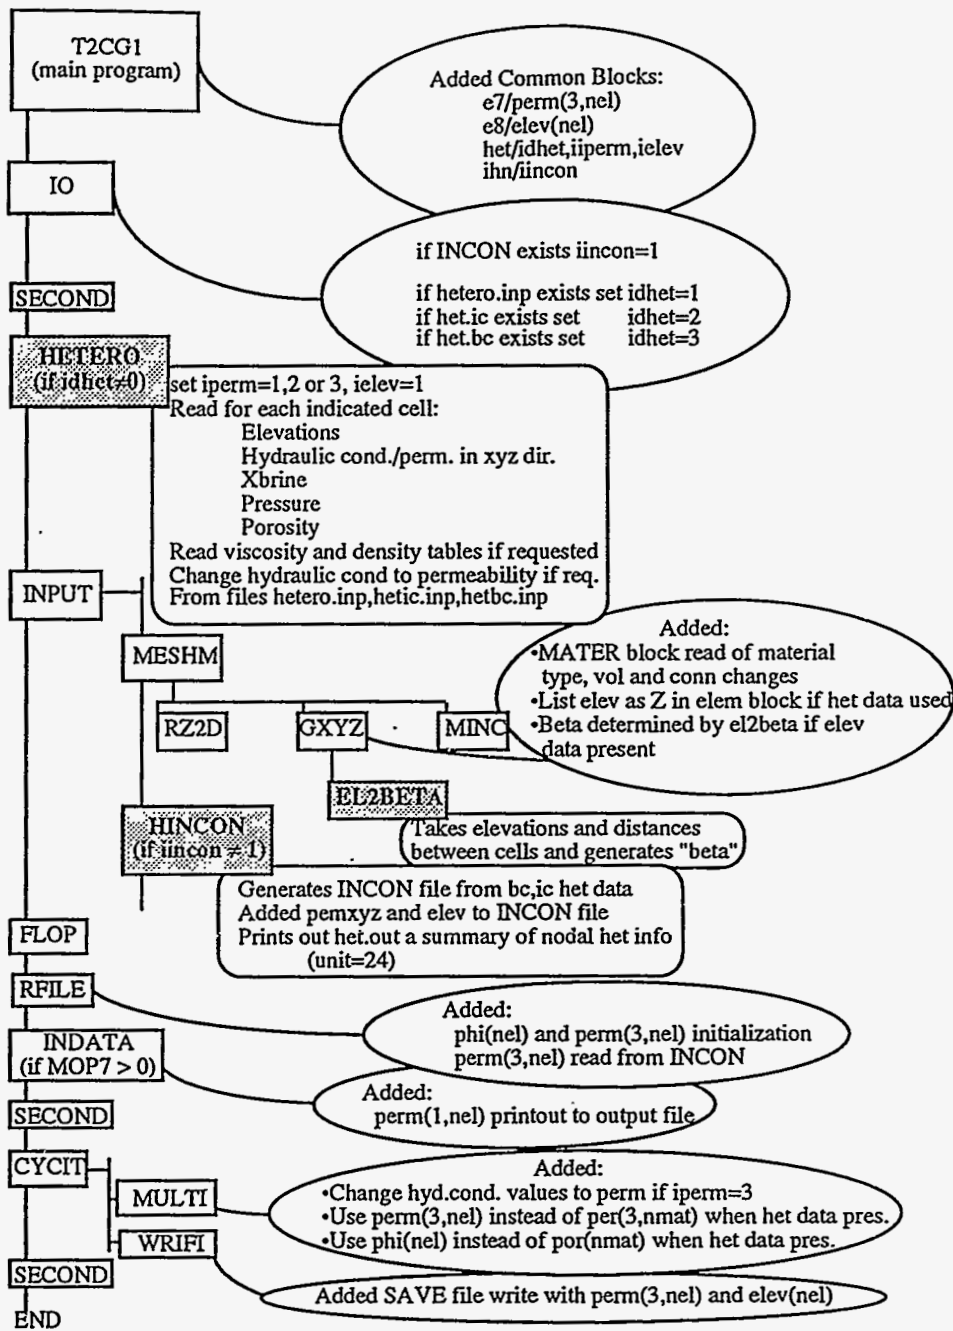 T2CG1
(main program)
Added Common Blocks:
e7/perm(3,nel)
e8/elev(nel)
het/idhet,iiperm,ielev
ihn/iincon
IO
if INCON exists iincon=1
if hetero.inp exists set idhet=1
if het.ic exists set idhet=2
if het.bc exists set idhet=3
SECOND
HETERO
(if idhet≠0)
set iperm=1,2 or 3, ielev=1
Read for each indicated cell:
Elevations
Hydraulic cond./perm. in xyz dir.
Xbrine
Pressure
Porosity
Read viscosity and density tables if requested
Change hydraulic cond to permeability if req.
From files hetero.inp,hetic.inp,hetbc.inp
INPUT
MESHM
Added:
•MATER block read of material
type, vol and conn changes
•List elev as Z in elem block if het data used
•Beta determined by el2beta if elev
data present
RZ2D
GXYZ
MINC
EL2BETA
Takes elevations and distances
between cells and generates "beta"
HINCON
(if iincon ≠ 1)
Generates INCON file from bc,ic het data
Added pemxyz and elev to INCON file
Prints out het.out a summary of nodal het info
(unit=24)
FLOP
RFILE
Added:
phi(nel) and perm(3,nel) initialization
perm(3,nel) read from INCON
INDATA
(if MOP7 > 0)
Added:
perm(1,nel) printout to output file
SECOND
CYCIT
MULTI
Added:
•Change hyd.cond. values to perm if iperm=3
•Use perm(3,nel) instead of per(3,nmat) when het data pres.
•Use phi(nel) instead of por(nmat) when het data pres.
WRIFI
SECOND
Added SAVE file write with perm(3,nel) and elev(nel)
END